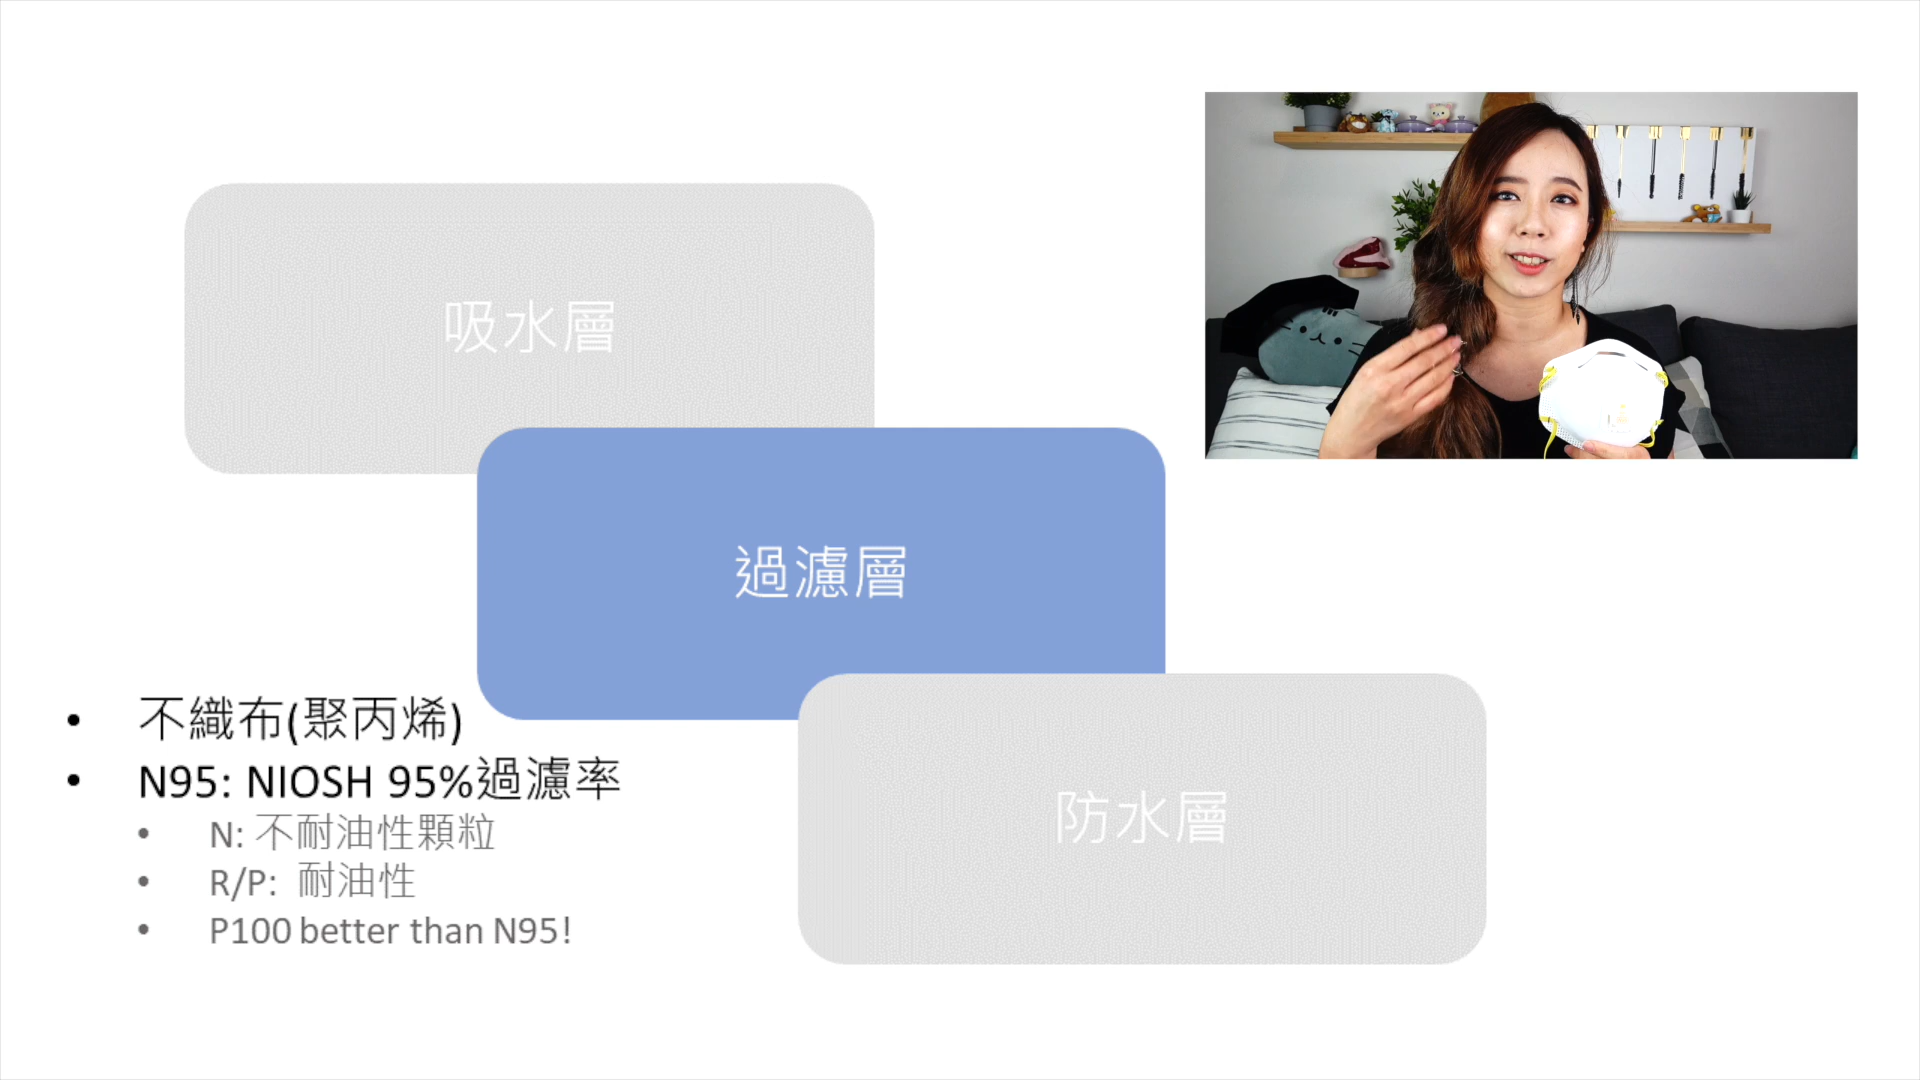 吸水層
過濾層
防水層
• 不織布(聚丙烯)
• N95: NIOSH 95%過濾率
• N: 不耐油性顆粒
• R/P: 耐油性
• P100 better than N95!